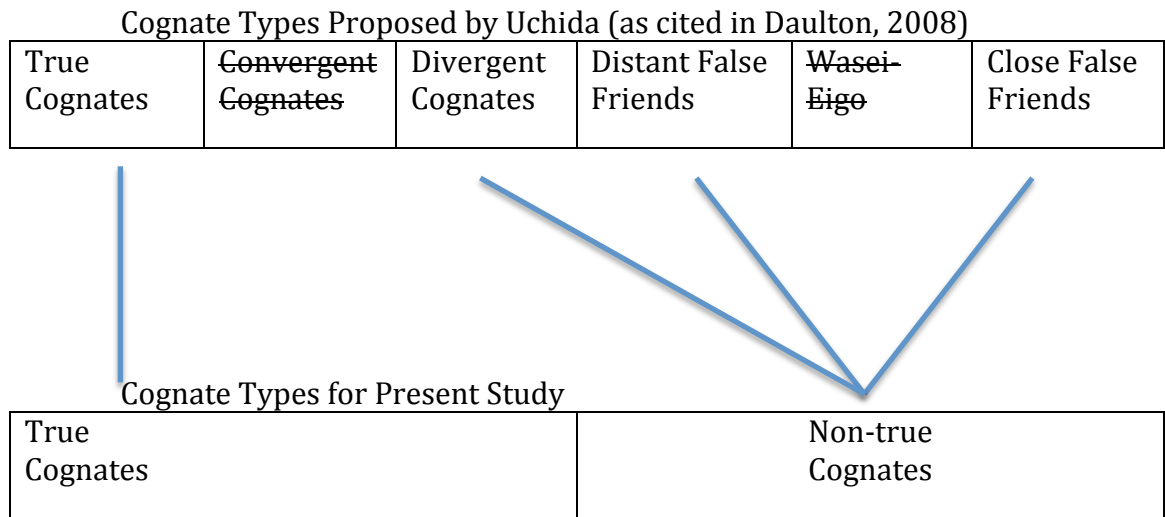 Cognate Types Proposed by Uchida (as cited in Daulton, 2008)
True Cognates
Convergent Cognates
Divergent Cognates
Distant False Friends
Wasei-Eigo
Close False Friends
Cognate Types for Present Study
True Cognates
Non-true Cognates